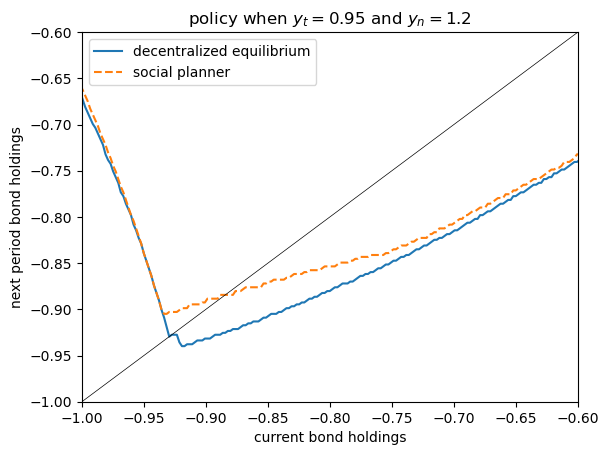 policy when $y_t = 0.95$ and $y_n = 1.2$
decentralized equilibrium
social planner
−0.60
−0.65
−0.70
−0.75
−0.80
−0.85
−0.90
−0.95
−1.00
next period bond holdings
−1.00 −0.95 −0.90 −0.85 −0.80 −0.75 −0.70 −0.65 −0.60
current bond holdings